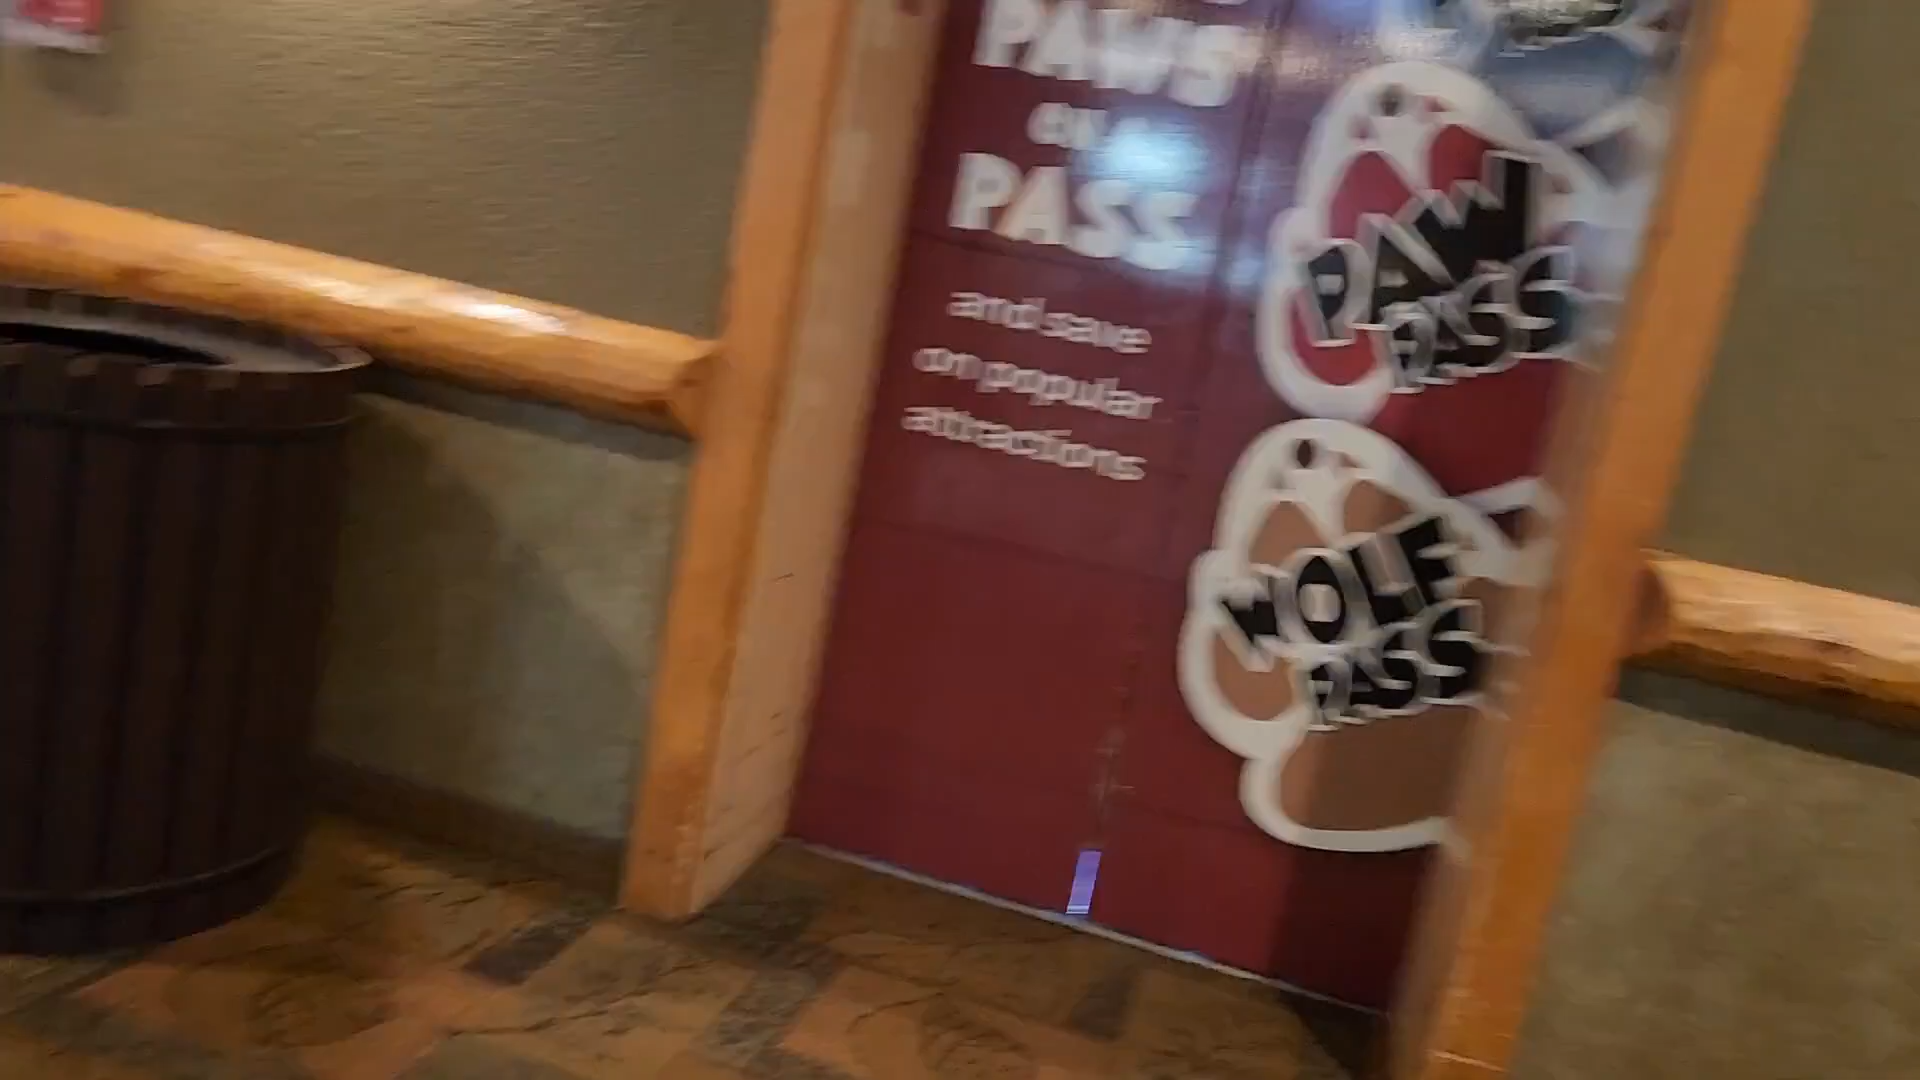 PAWS
on a
PASS
and save
on popular
attractions
PAW
PASS
WOLF
PASS